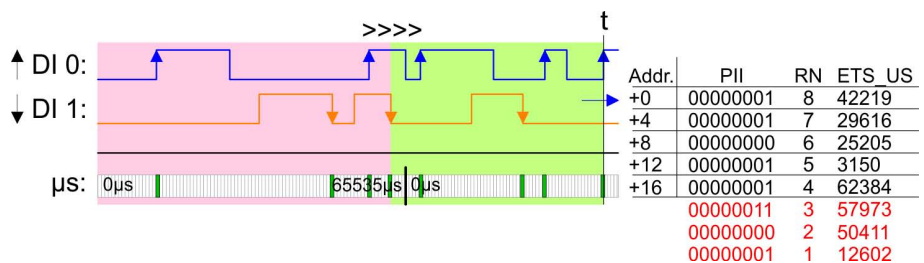 >>>> t
DI 0:
DI 1:
µs: 0µs 65535µs 0µs
Addr. PII RN ETS_US
+0 00000001 8 42219
+4 00000001 7 29616
+8 00000000 6 25205
+12 00000001 5 3150
+16 00000001 4 62384
00000011 3 57973
00000000 2 50411
00000001 1 12602